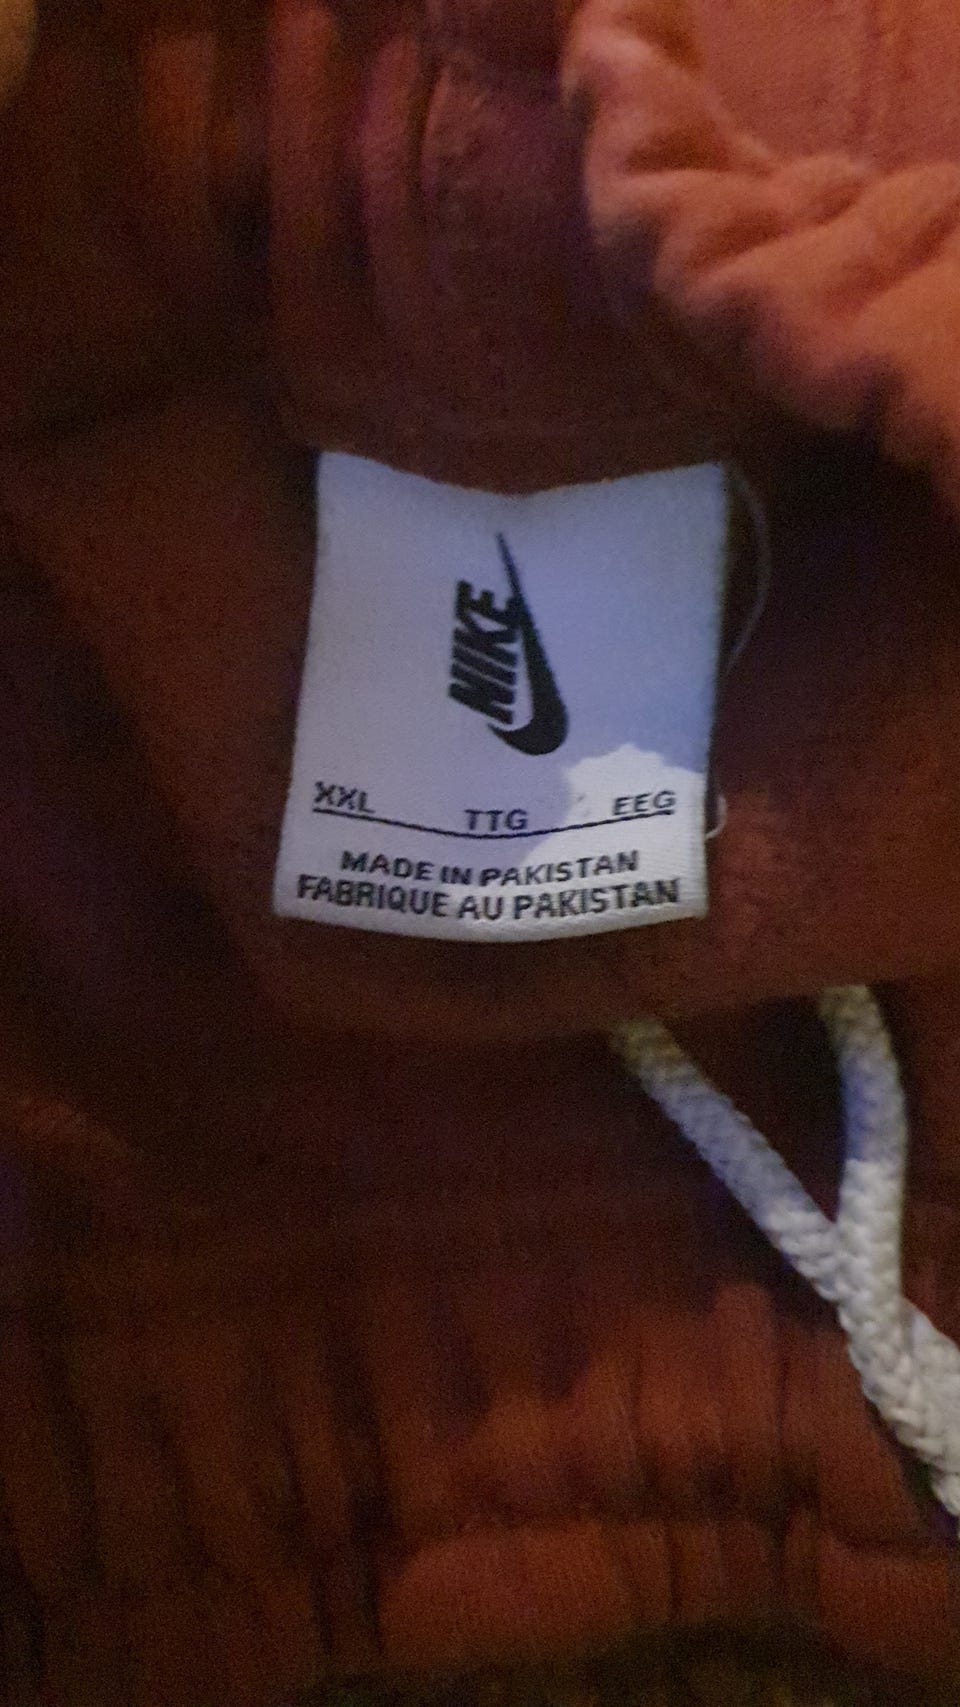 NIKE
XXL TTG EEG
MADE IN PAKISTAN
FABRIQUE AU PAKISTAN